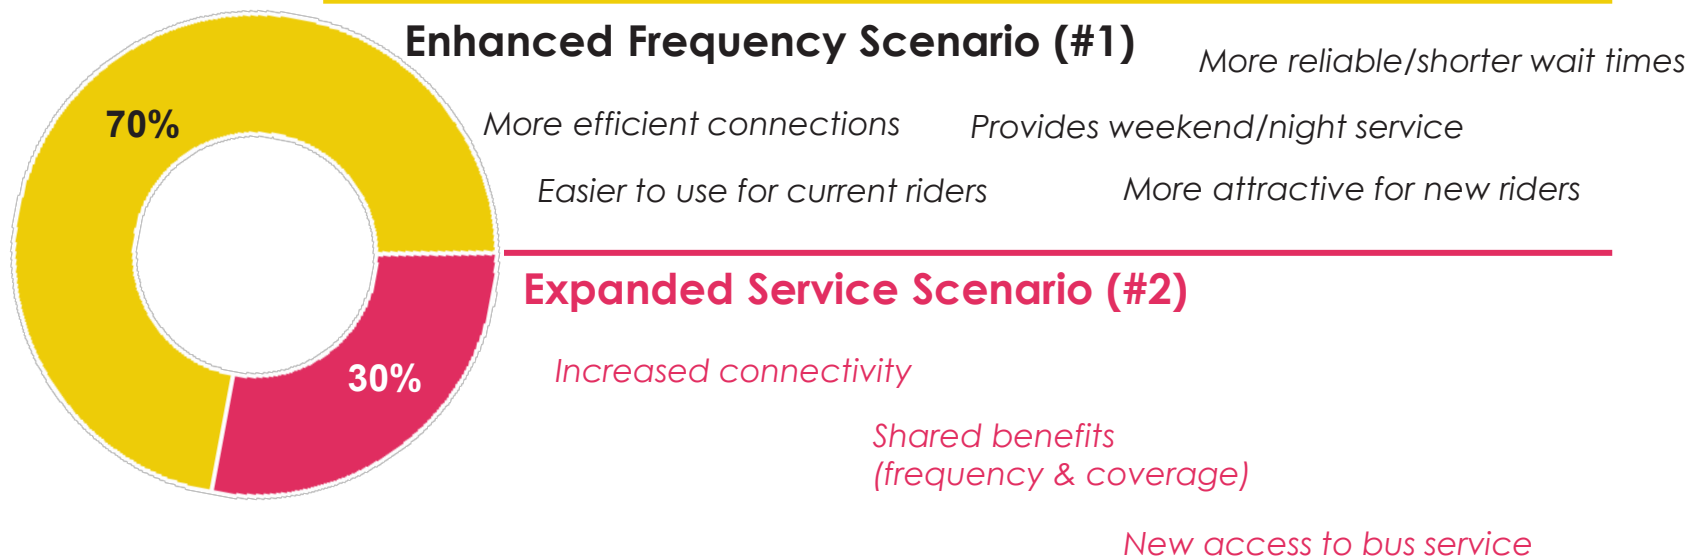 Enhanced Frequency Scenario (#1)
More reliable/shorter wait times
70%
More efficient connections
Provides weekend/night service
Easier to use for current riders
More attractive for new riders
Expanded Service Scenario (#2)
30%
Increased connectivity
Shared benefits
(frequency & coverage)
New access to bus service